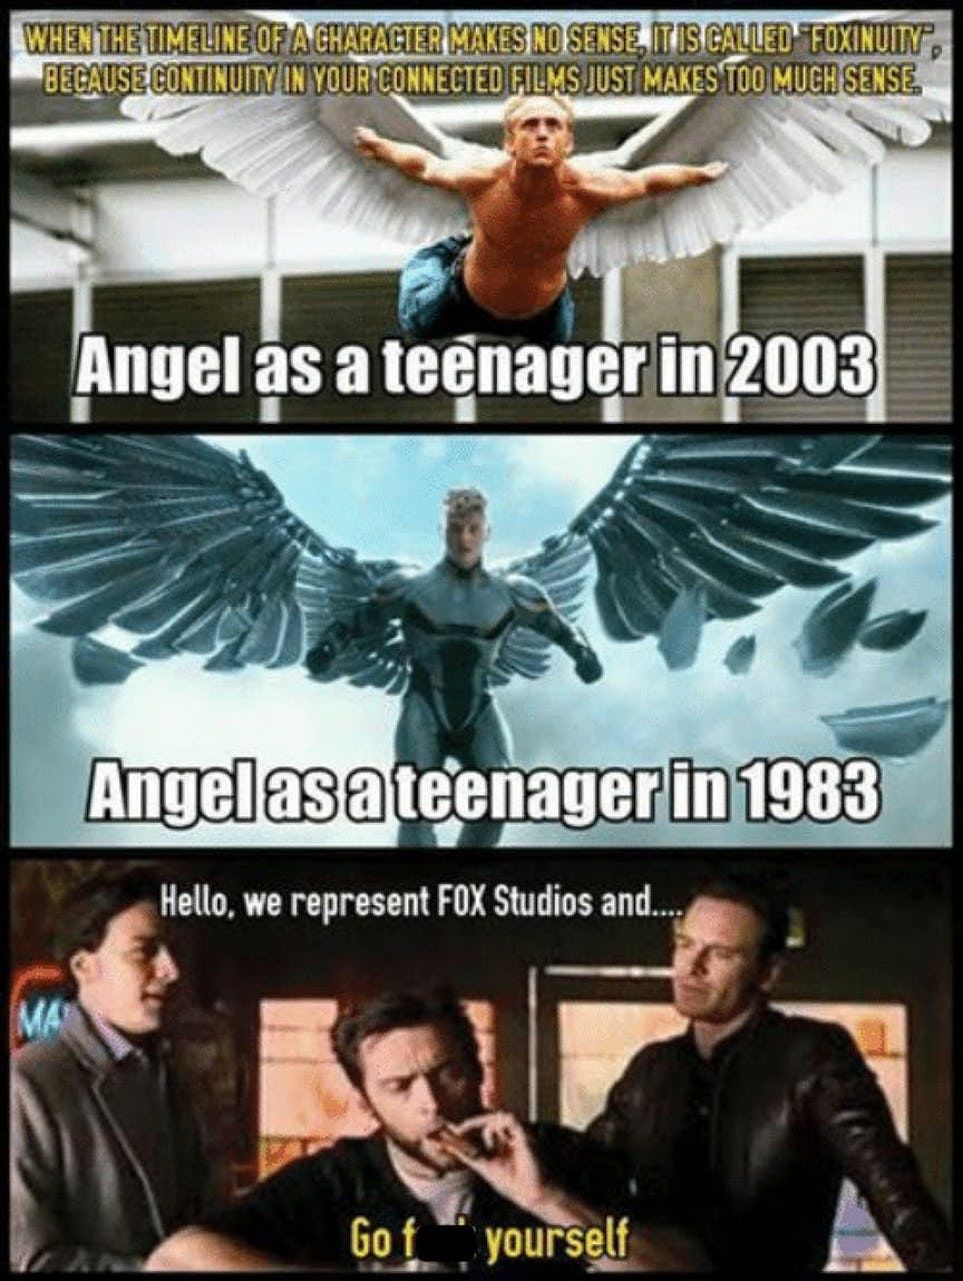 WHEN THE TIMELINE OF A CHARACTER MAKES NO SENSE, IT IS CALLED "FOXINUITY",
BECAUSE CONTINUITY IN YOUR CONNECTED FILMS JUST MAKES TOO MUCH SENSE.
Angel as a teenager in 2003
Angel as a teenager in 1983
Hello, we represent FOX Studios and....
MA
Go f yourself